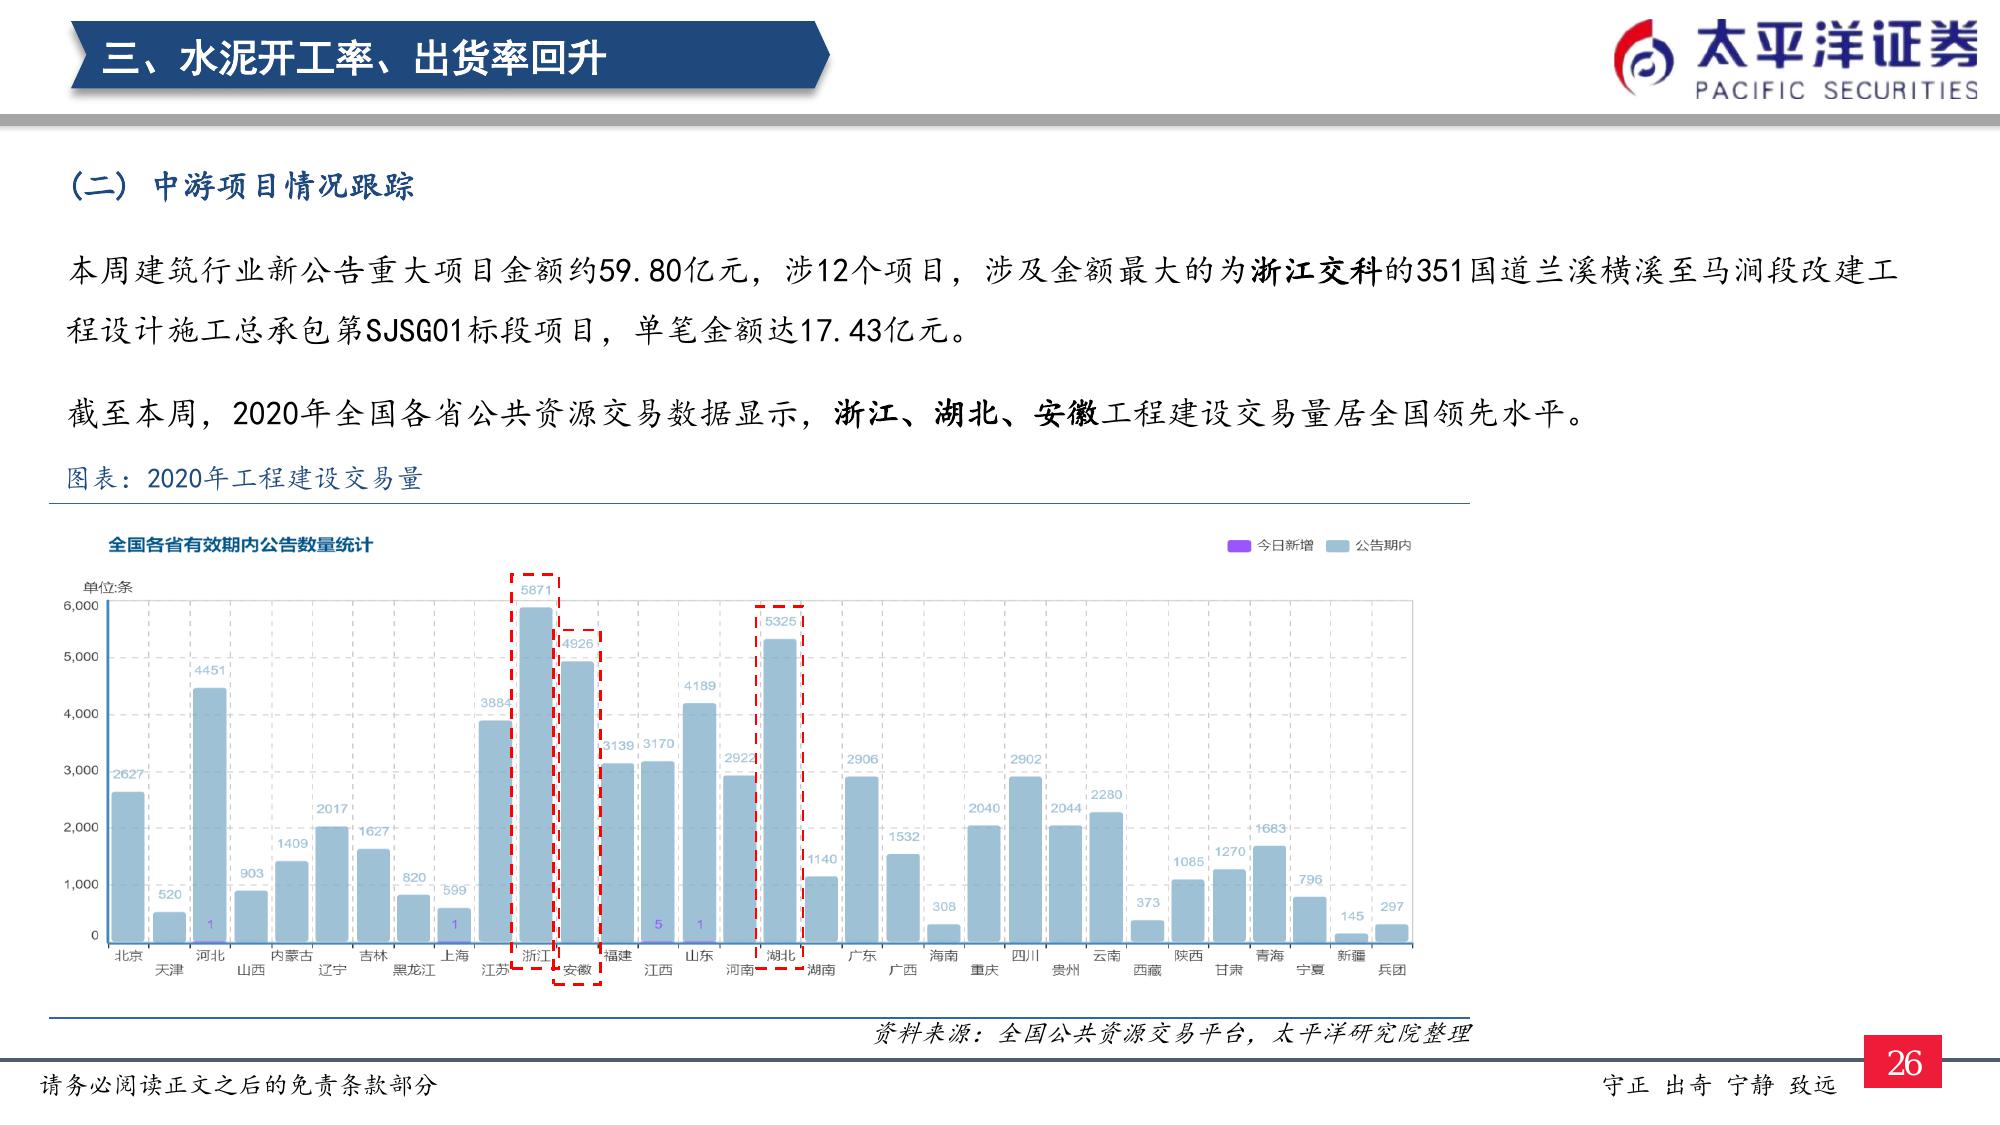 三、水泥开工率、出货率回升
太平洋证券
PACIFIC SECURITIES
(二) 中游项目情况跟踪
本周建筑行业新公告重大项目金额约59.80亿元，涉12个项目，涉及金额最大的为浙江交科的351国道兰溪横溪至马涧段改建工
程设计施工总承包第SJSG01标段项目，单笔金额达17.43亿元。
截至本周，2020年全国各省公共资源交易数据显示，浙江、湖北、安徽工程建设交易量居全国领先水平。
图表：2020年工程建设交易量
全国各省有效期内公告数量统计
今日新增 公告期内
单位:条
6,000
5,000
4,000
3,000
2,000
1,000
0
2627 520 4451 903 1409 2017 1627 820 599 3884 5871 4926 3139 3170 4189 2922 5325 1140 2906 1532 308 2040 2902 2044 2280 373 1085 1270 1683 796 145 297
1 1 5 1
北京 天津 河北 山西 内蒙古 辽宁 吉林 黑龙江 上海 江苏 浙江 安徽 福建 江西 山东 河南 湖北 湖南 广东 广西 海南 重庆 四川 贵州 云南 西藏 陕西 甘肃 青海 宁夏 新疆 兵团
资料来源：全国公共资源交易平台，太平洋研究院整理
请务必阅读正文之后的免责条款部分
守正 出奇 宁静 致远
26